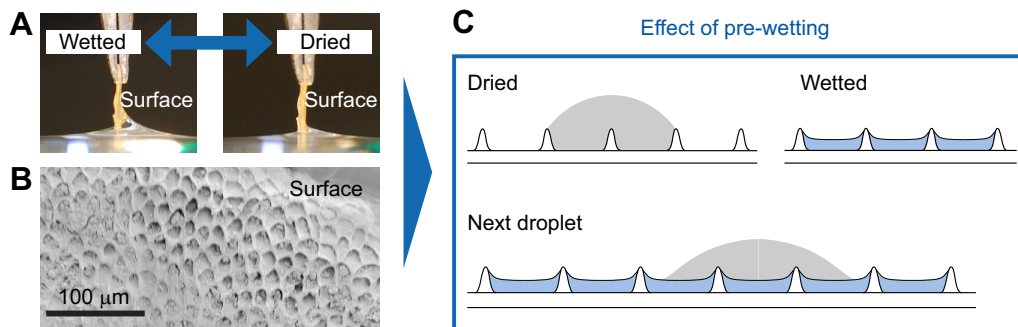 A
Wetted
Dried
Surface
Surface
B
Surface
100 μm
C
Effect of pre-wetting
Dried
Wetted
Next droplet